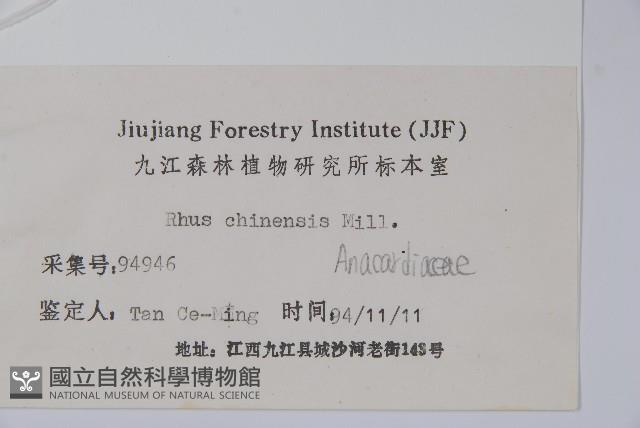 Jiujiang Forestry Institute (JJF)
九江森林植物研究所标本室
Rhus chinensis Mill.
采集号:94946
Anacardiaceae
鉴定人: Tan Ce-Ming 时间:94/11/11
地址: 江西九江县城沙河老街148号
國立自然科學博物館
NATIONAL MUSEUM OF NATURAL SCIENCE